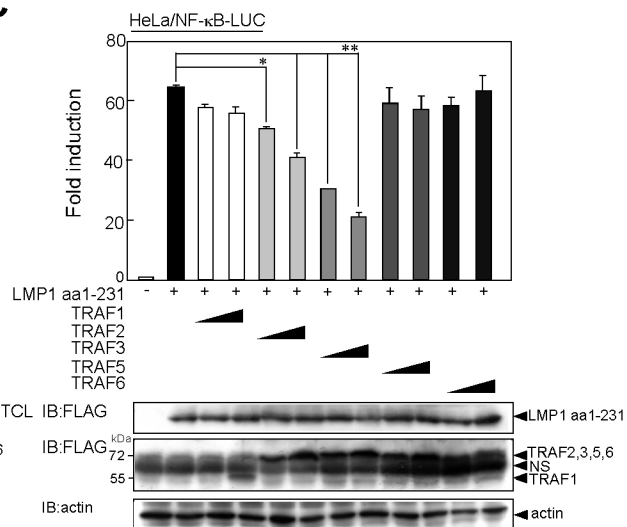 C
HeLa/NF-κB-LUC
80
60
40
20
0
Fold induction
* **
LMP1 aa1-231 - + + + + + + + + + + +
TRAF1
TRAF2
TRAF3
TRAF5
TRAF6
TCL IB:FLAG LMP1 aa1-231
6 IB:FLAG kDa
72 TRAF2,3,5,6
NS
55 TRAF1
IB:actin actin